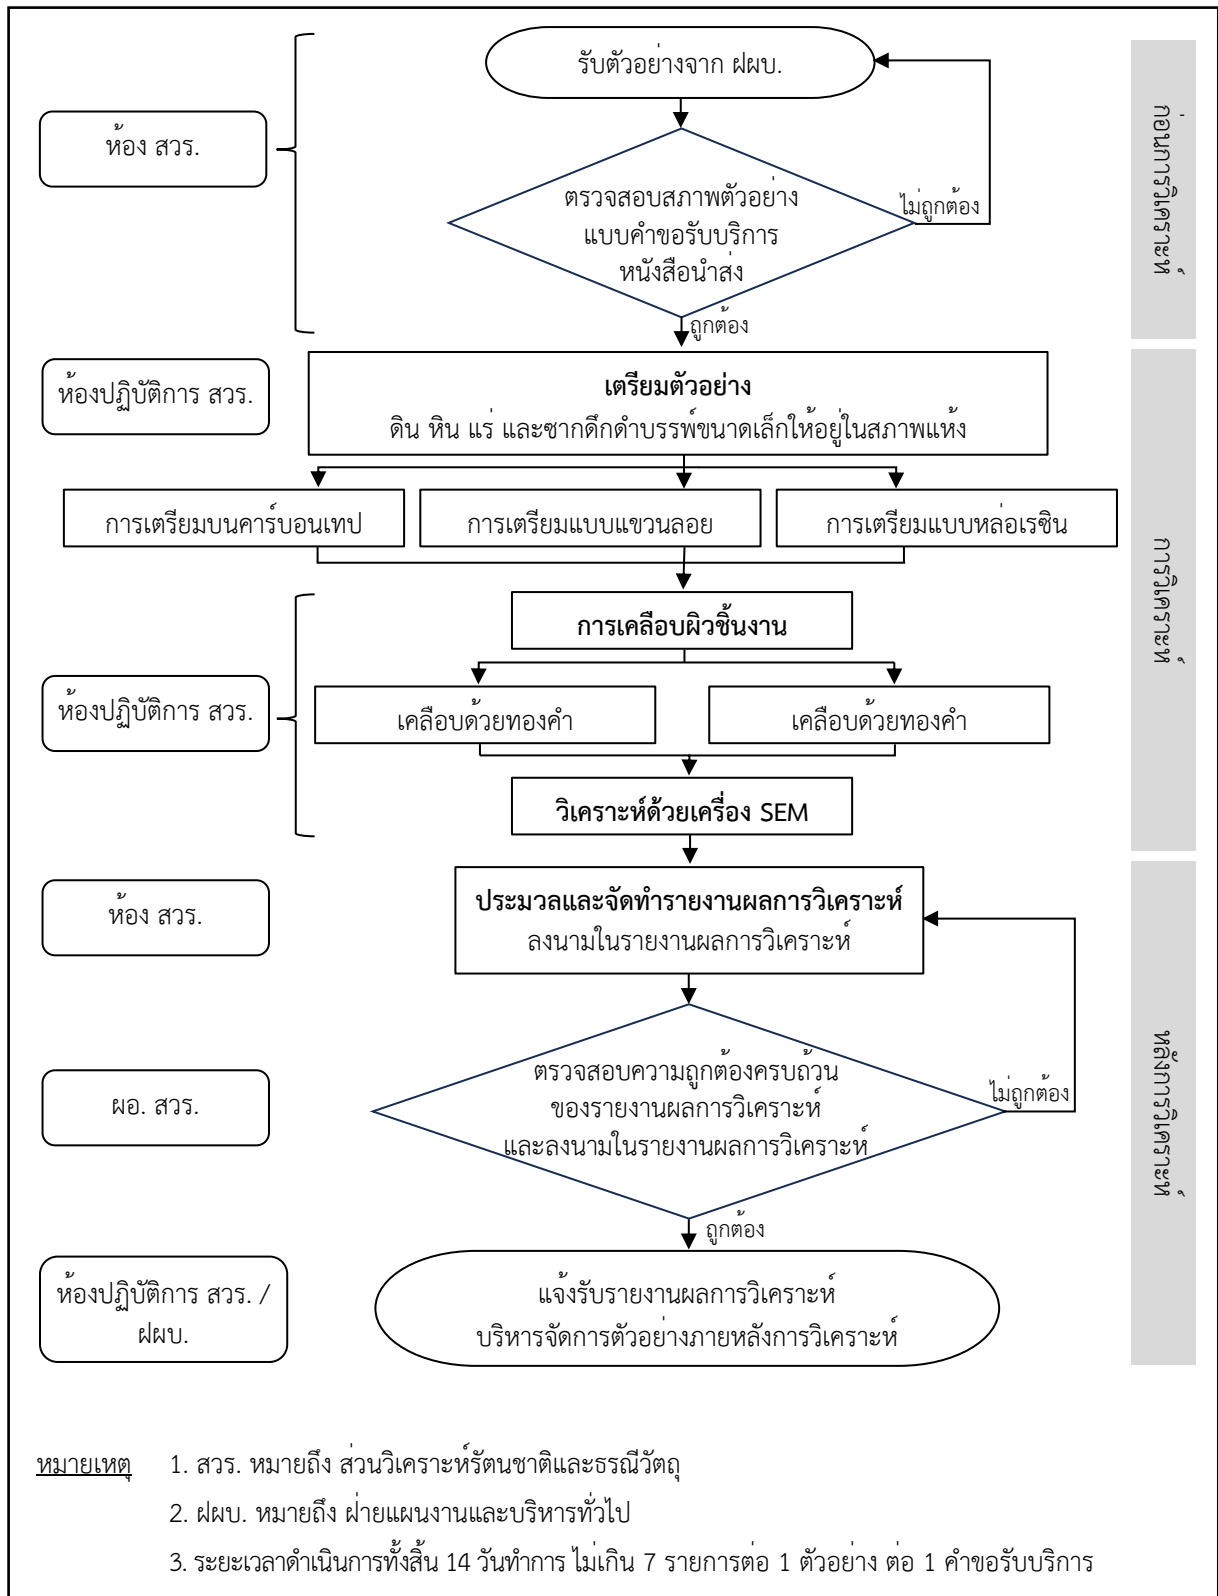 รับตัวอย่างจาก ฝผบ.
ห้อง สวร.
ตรวจสอบสภาพตัวอย่าง
แบบคำขอรับบริการ
หนังสือนำส่ง
ไม่ถูกต้อง
ถูกต้อง
ก่อนการวิเคราะห์
ห้องปฏิบัติการ สวร.
เตรียมตัวอย่าง
ดิน หิน แร่ และซากดึกดำบรรพ์ขนาดเล็กให้อยู่ในสภาพแห้ง
การเตรียมบนคาร์บอนเทป
การเตรียมแบบแขวนลอย
การเตรียมแบบหล่อเรซิน
การวิเคราะห์
การเคลือบผิวชิ้นงาน
ห้องปฏิบัติการ สวร.
เคลือบด้วยทองคำ
เคลือบด้วยทองคำ
วิเคราะห์ด้วยเครื่อง SEM
ห้อง สวร.
ประมวลและจัดทำรายงานผลการวิเคราะห์
ลงนามในรายงานผลการวิเคราะห์
ผอ. สวร.
ตรวจสอบความถูกต้องครบถ้วน
ของรายงานผลการวิเคราะห์
และลงนามในรายงานผลการวิเคราะห์
ไม่ถูกต้อง
ถูกต้อง
หลังการวิเคราะห์
ห้องปฏิบัติการ สวร. /
ฝผบ.
แจ้งรับรายงานผลการวิเคราะห์
บริหารจัดการตัวอย่างภายหลังการวิเคราะห์
หมายเหตุ 1. สวร. หมายถึง ส่วนวิเคราะห์รัตนชาติและธรณีวัตถุ
2. ฝผบ. หมายถึง ฝ่ายแผนงานและบริหารทั่วไป
3. ระยะเวลาดำเนินการทั้งสิ้น 14 วันทำการ ไม่เกิน 7 รายการต่อ 1 ตัวอย่าง ต่อ 1 คำขอรับบริการ